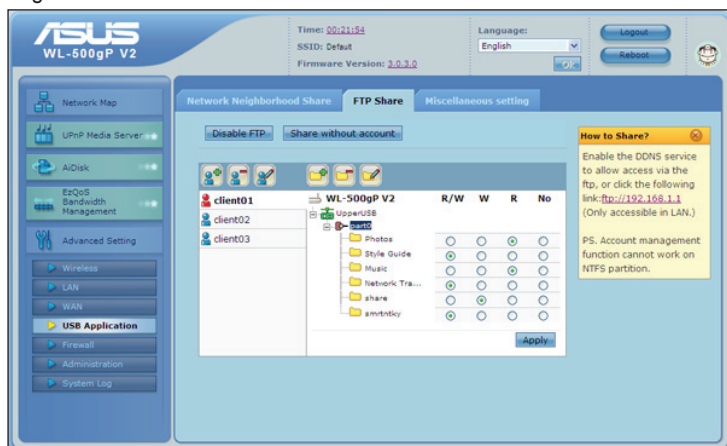 ASUS
WL-500gP V2
Time: 00:21:54
SSID: Default
Firmware Version: 3.0.3.0
Language:
English
Logout
Reboot
Network Map
UPnP Media Server
AiDisk
EzQoS
Bandwidth
Management
Advanced Setting
Wireless
LAN
WAN
USB Application
Firewall
Administration
System Log
Network Neighborhood Share
FTP Share
Miscellaneous setting
Disable FTP
Share without account
client01
client02
client03
WL-500gP V2 R/W W R No
UpperUSB
part0
Photos
Style Guide
Music
Network Tra...
share
smrtntky
Apply
How to Share?
Enable the DDNS service
to allow access via the
ftp, or click the following
link:ftp://192.168.1.1
(Only accessible in LAN.)
PS. Account management
function cannot work on
NTFS partition.